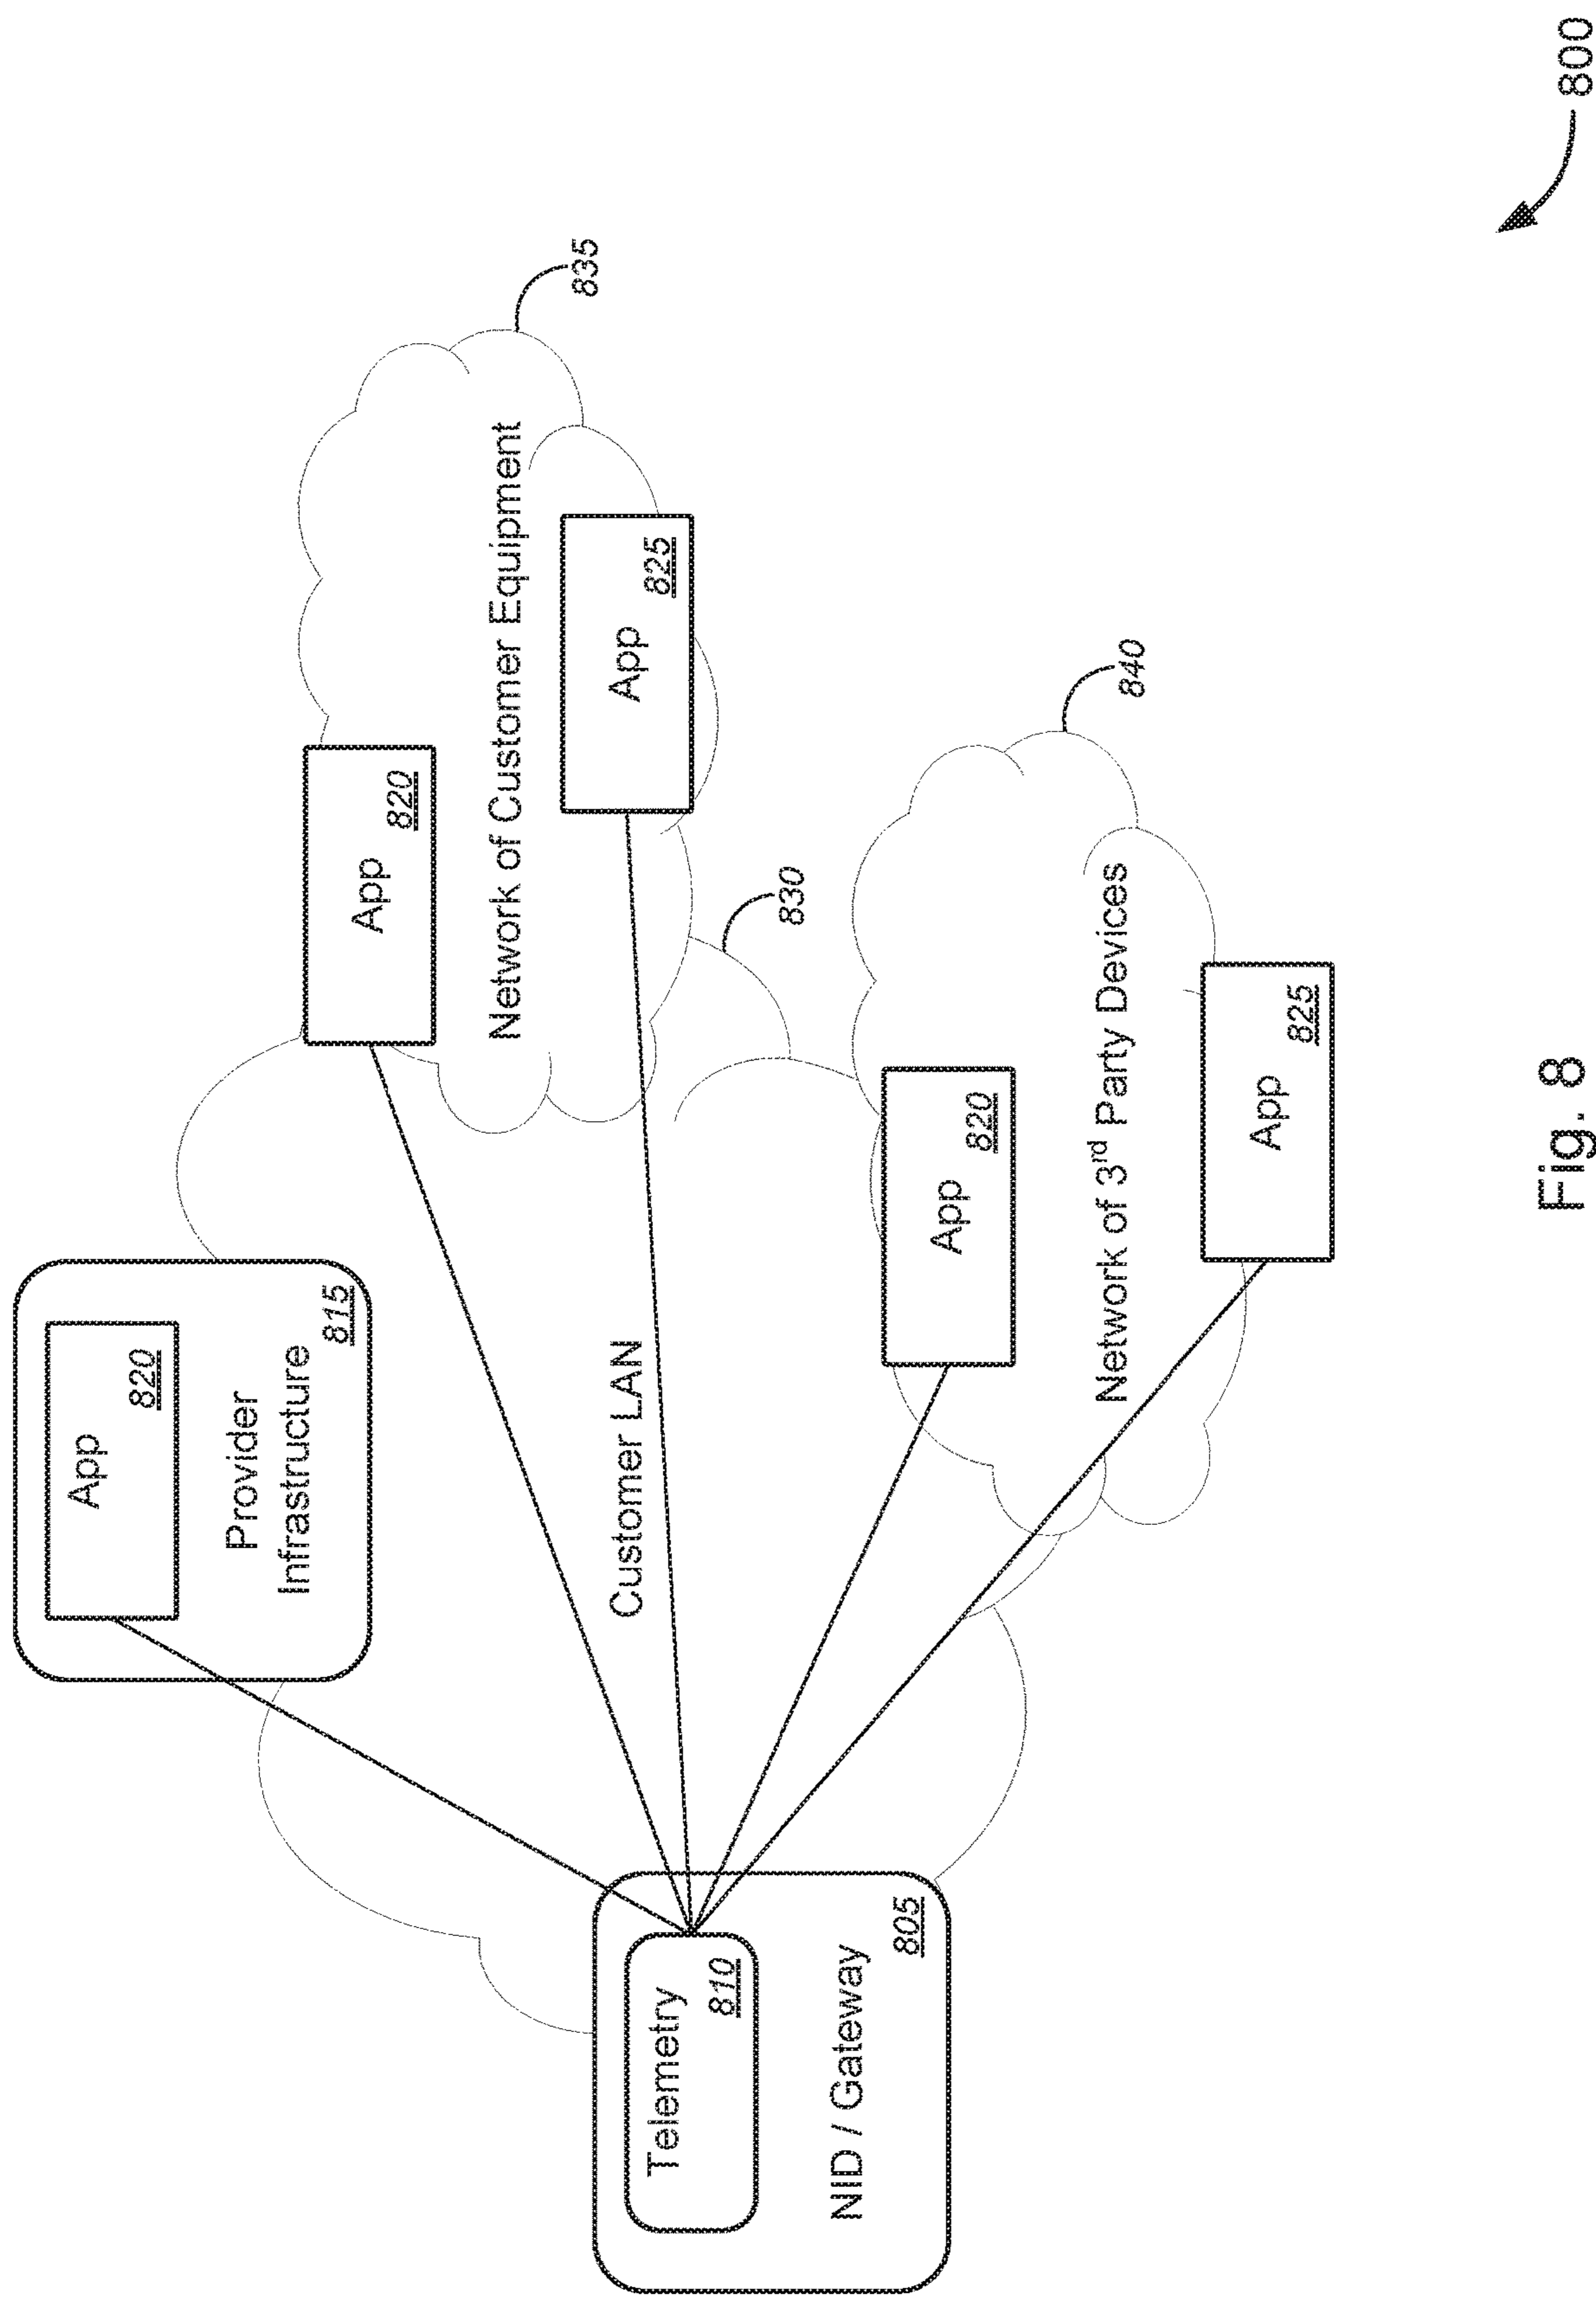 800
835
Network of Customer Equipment
App
820
App
825
830
840
App
820
Provider
Infrastructure
815
Customer LAN
App
820
Network of 3rd Party Devices
App
825
Telemetry
810
NID / Gateway
805
Fig. 8